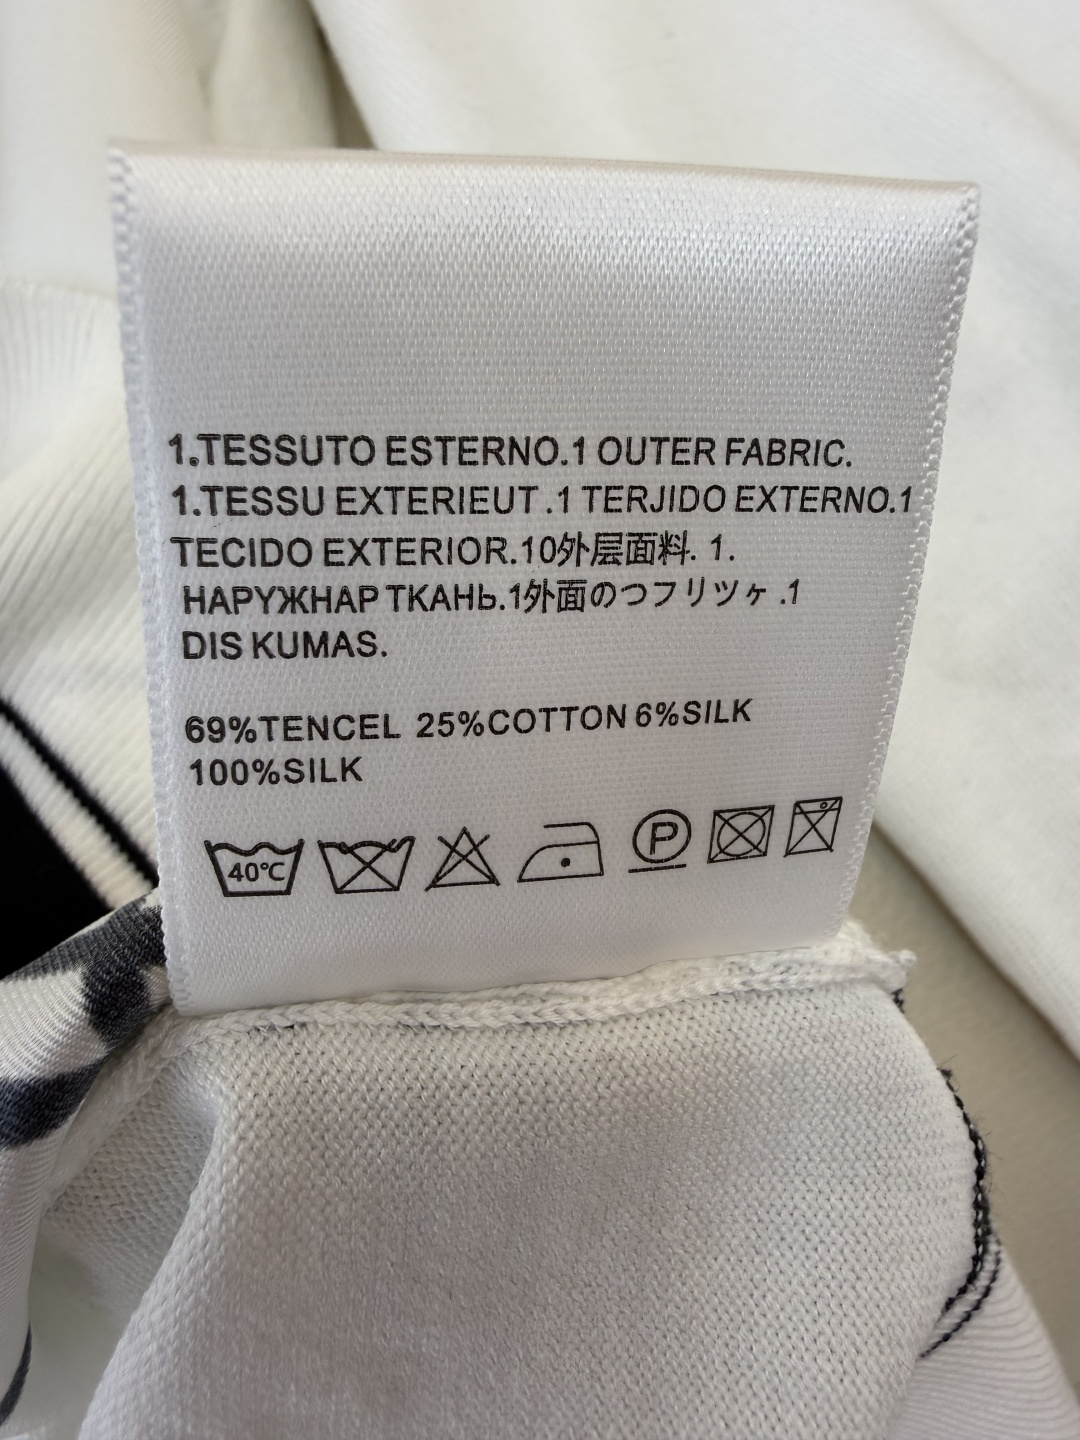 1.TESSUTO ESTERNO.1 OUTER FABRIC.
1.TESSU EXTERIEUT .1 TERJIDO EXTERNO.1
TECIDO EXTERIOR.10外层面料. 1.
НАРУЖНАР ТКАНЬ.1外面のつフリツヶ .1
DIS KUMAS.
69%TENCEL 25%COTTON 6%SILK
100%SILK
40℃ P